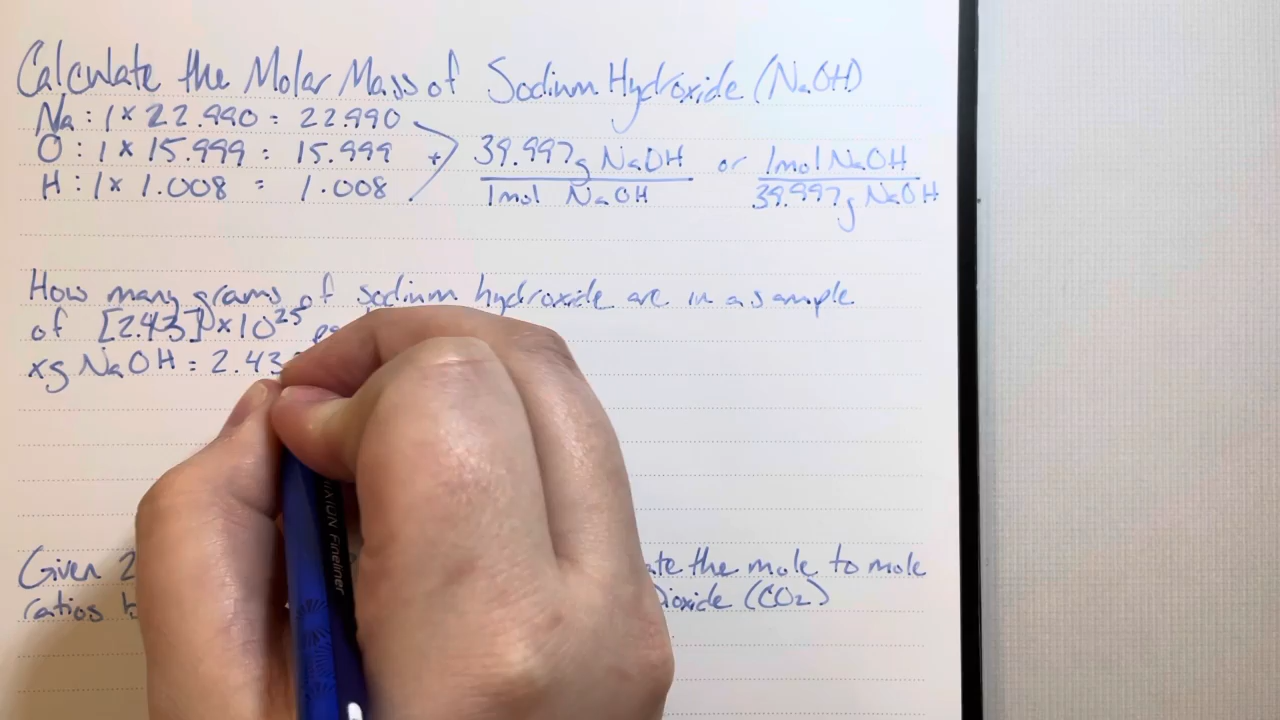 Calculate the Molar Mass of Sodium Hydroxide (NaOH)
Na : 1 × 22.990 = 22.990
O : 1 × 15.999 = 15.999 + 39.997g NaOH or 1mol NaOH
H : 1 × 1.008 = 1.008 1mol NaOH 39.997g NaOH
How many grams of sodium hydroxide are in a sample
of [2.43] × 10²⁵
xg NaOH = 2.43
Given 2 the mole to mole
ratios (CO₂)
Fineliner